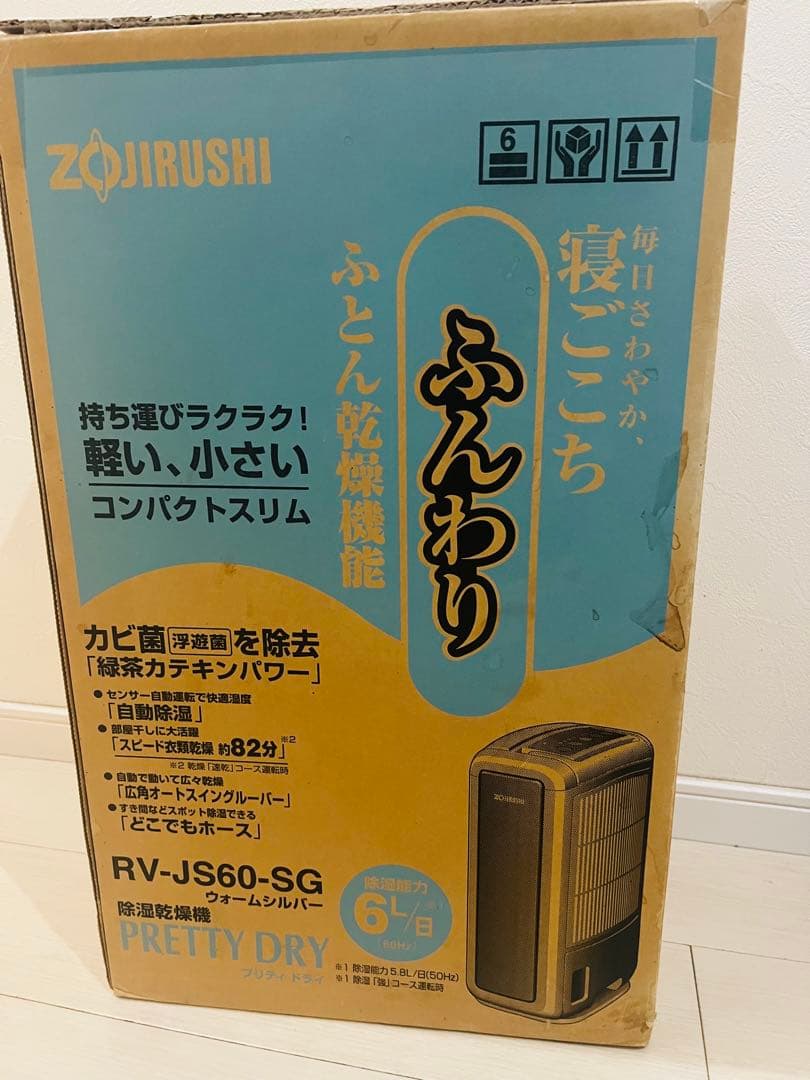 ZOJIRUSHI
6
毎日さわやか、
寝ごこち
ふんわり
ふとん乾燥機能
持ち運びラクラク!
軽い、小さい
コンパクトスリム
カビ菌 浮遊菌 を除去
「緑茶カテキンパワー」
● センサー自動運転で快適湿度
「自動除湿」
● 部屋干しに大活躍
「スピード衣類乾燥 約82分」※2
※2 乾燥「速乾」コース運転時
● 自動で動いて広々乾燥
「広角オートスイングルーバー」
● すき間などスポット除湿できる
「どこでもホース」
RV-JS60-SG
ウォームシルバー
除湿乾燥機
PRETTY DRY
プリティ ドライ
除湿能力
6L/日※1
(60Hz)
※1 除湿能力 5.8L/日(50Hz)
※1 除湿「強」コース運転時
ZOJIRUSHI